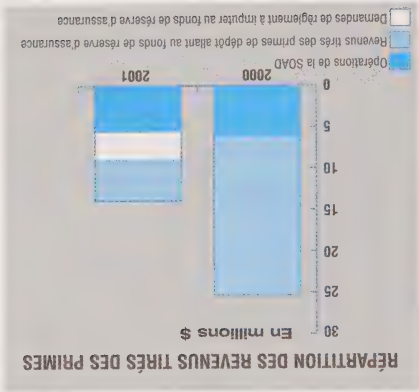 RÉPARTITION DES REVENUS TIRÉS DES PRIMES
En millions $
30
25
20
15
10
5
0
2000 2001
Opérations de la SOAD
Revenus tirés des primes de dépôt allant au fonds de réserve d'assurance
Demandes de règlement à imputer au fonds de réserve d'assurance